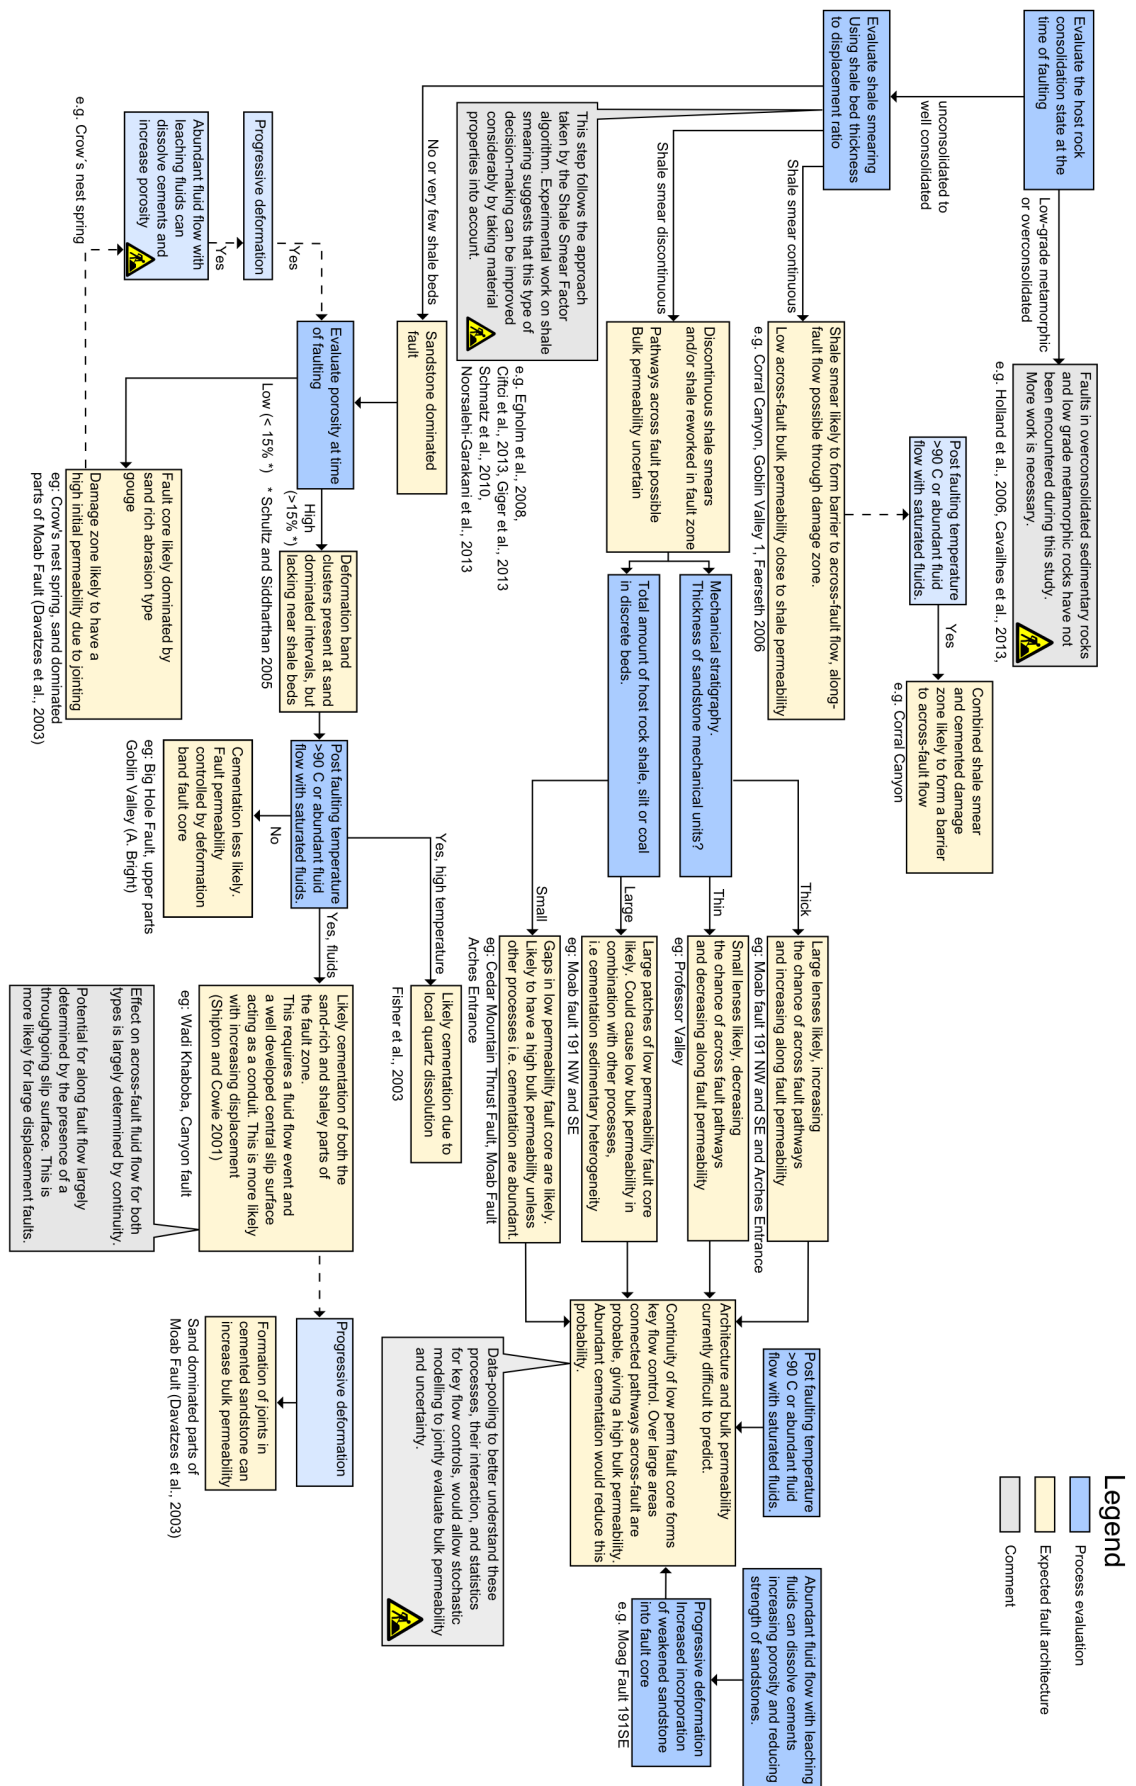 Evaluate the host rock
consolidation state at the
time of faulting
Low-grade metamorphic
or overconsolidated
Faults in overconsolidated sedimentary rocks
and low grade metamorphic rocks have not
been encountered during this study.
More work is necessary.
e.g. Holland et al., 2006, Cavailhes et al., 2013,
unconsolidated to
well consolidated
Evaluate shale smearing
Using shale bed thickness
to displacement ratio
Shale smear continuous
Shale smear likely to form barrier to across-fault flow, along-
fault flow possible through damage zone.
Low across-fault bulk permeability close to shale permeability
e.g. Corral Canyon, Goblin Valley 1, Faerseth 2006
Post faulting temperature
>90 C or abundant fluid
flow with saturated fluids.
Yes
Combined shale smear
and cemented damage
zone likely to form a barrier
to across-fault flow
e.g. Corral Canyon
Shale smear discontinuous
Discontinuous shale smears
and/or shale reworked in fault zone
Pathways across fault possible
Bulk permeability uncertain
Mechanical stratigraphy.
Thickness of sandstone mechanical units?
Total amount of host rock shale, silt or coal
in discrete beds.
Thick
Large lenses likely, increasing
the chance of across fault pathways
and increasing along fault permeability
eg: Moab fault 191 NW and SE and Arches Entrance
Thin
Small lenses likely, decreasing
the chance of across fault pathways
and decreasing along fault permeability
eg: Professor Valley
Large
Large patches of low permeability fault core
likely. Could cause low bulk permeability in
combination with other processes,
i.e cementation sedimentary heterogeneity
eg: Moab fault 191 NW and SE
Small
Gaps in low permeability fault core are likely.
Likely to have a high bulk permeability unless
other processes i.e. cementation are abundant.
eg: Cedar Mountain Thrust Fault, Moab Fault
Arches Entrance
Post faulting temperature
>90 C or abundant fluid
flow with saturated fluids.
Architecture and bulk permeability
currently difficult to predict.
Continuity of low perm fault core forms
key flow control. Over large areas
connected pathways across-fault are
probable, giving a high bulk permeability.
Abundant cementation would reduce this
probability.
Abundant fluid flow with leaching
fluids can dissolve cements
increasing porosity and reducing
strength of sandstones.
Progressive deformation
Increased incorporation
of weakened sandstone
into fault core
e.g. Moag Fault 191SE
Data-pooling to better understand these
processes, their interaction, and statistics
for key flow controls, would allow stochastic
modelling to jointly evaluate bulk permeability
and uncertainty.
This step follows the approach
taken by the Shale Smear Factor
algorithm. Experimental work on shale
smearing suggests that this type of
decision-making can be improved
considerably by taking material
properties into account.
e.g. Egholm et al., 2008,
Ciftci et al., 2013, Giger et al., 2013
Schmatz et al., 2010,
Noorsalehi-Garakani et al., 2013
No or very few shale beds
Sandstone dominated
fault
Evaluate porosity at time
of faulting
High
(>15% *)
Low (< 15% *)
* Schultz and Siddharthan 2005
Deformation band
clusters present at sand
dominated intervals, but
lacking near shale beds
Post faulting temperature
>90 C or abundant fluid
flow with saturated fluids.
Yes, high temperature
Likely cementation due to
local quartz dissolution
Fisher et al., 2003
Yes, fluids
Likely cementation of both the
sand-rich and shaley parts of
the fault zone.
This requires a fluid flow event and
a well developed central slip surface
acting as a conduit. This is more likely
with increasing displacement
(Shipton and Cowie 2001)
eg: Wadi Khaboba, Canyon fault
No
Cementation less likely.
Fault permeability
controlled by deformation
band fault core
eg: Big Hole Fault, upper parts
Goblin Valley (A. Bright)
Effect on across-fault fluid flow for both
types is largely determined by continuity.
Potential for along fault flow largely
determined by the presence of a
throughgoing slip surface. This is
more likely for large displacement faults.
Progressive deformation
Formation of joints in
cemented sandstone can
increase bulk permeability
Sand dominated parts of
Moab Fault (Davatzes et al., 2003)
Fault core likely dominated by
sand rich abrasion type
gouge
Damage zone likely to have a
high initial permeability due to jointing
eg: Crow's nest spring, sand dominated
parts of Moab Fault (Davatzes et al., 2003)
Progressive deformation
Yes
Yes
Abundant fluid flow with
leaching fluids can
dissolve cements and
increase porosity
e.g. Crow´s nest spring
Legend
Process evaluation
Expected fault architecture
Comment